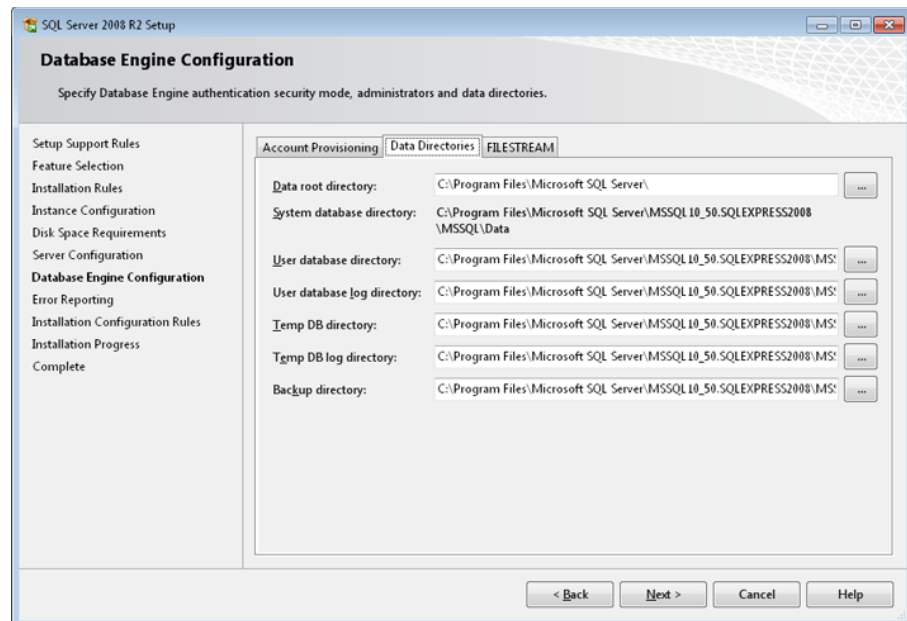 SQL Server 2008 R2 Setup
Database Engine Configuration
Specify Database Engine authentication security mode, administrators and data directories.
Setup Support Rules
Feature Selection
Installation Rules
Instance Configuration
Disk Space Requirements
Server Configuration
Database Engine Configuration
Error Reporting
Installation Configuration Rules
Installation Progress
Complete
Account Provisioning Data Directories FILESTREAM
Data root directory: C:\Program Files\Microsoft SQL Server\ ...
System database directory: C:\Program Files\Microsoft SQL Server\MSSQL10_50.SQLEXPRESS2008
\MSSQL\Data
User database directory: C:\Program Files\Microsoft SQL Server\MSSQL10_50.SQLEXPRESS2008\MS ...
User database log directory: C:\Program Files\Microsoft SQL Server\MSSQL10_50.SQLEXPRESS2008\MS ...
Temp DB directory: C:\Program Files\Microsoft SQL Server\MSSQL10_50.SQLEXPRESS2008\MS ...
Temp DB log directory: C:\Program Files\Microsoft SQL Server\MSSQL10_50.SQLEXPRESS2008\MS ...
Backup directory: C:\Program Files\Microsoft SQL Server\MSSQL10_50.SQLEXPRESS2008\MS ...
< Back Next > Cancel Help